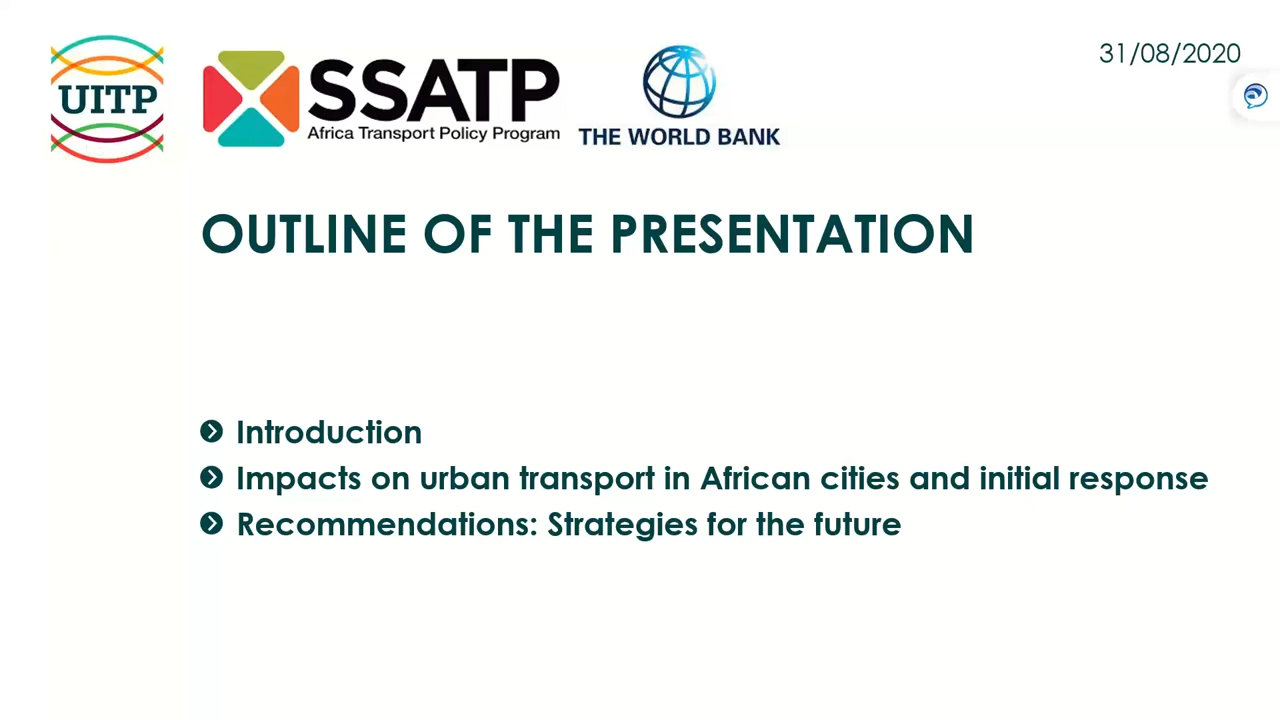 UITP
SSATP
Africa Transport Policy Program
THE WORLD BANK
31/08/2020
OUTLINE OF THE PRESENTATION
Introduction
Impacts on urban transport in African cities and initial response
Recommendations: Strategies for the future